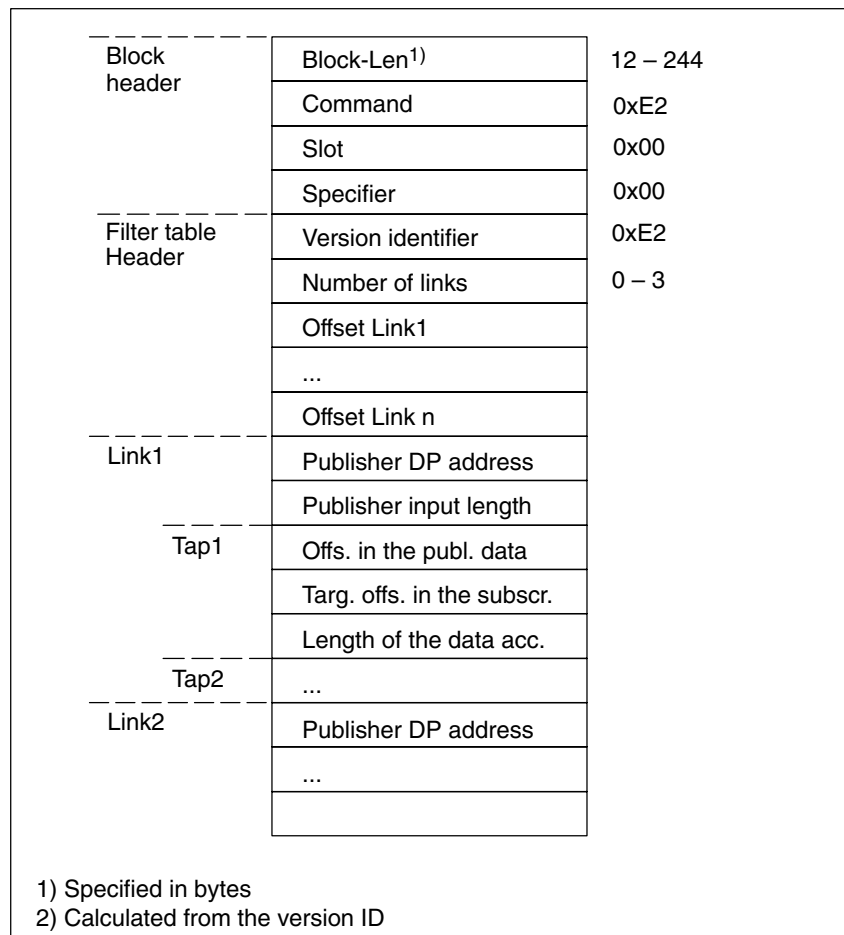 Block header
Block-Len1) 12 – 244
Command 0xE2
Slot 0x00
Specifier 0x00
Filter table Header
Version identifier 0xE2
Number of links 0 – 3
Offset Link1
...
Offset Link n
Link1
Publisher DP address
Publisher input length
Tap1
Offs. in the publ. data
Targ. offs. in the subscr.
Length of the data acc.
Tap2
...
Link2
Publisher DP address
...
1) Specified in bytes
2) Calculated from the version ID